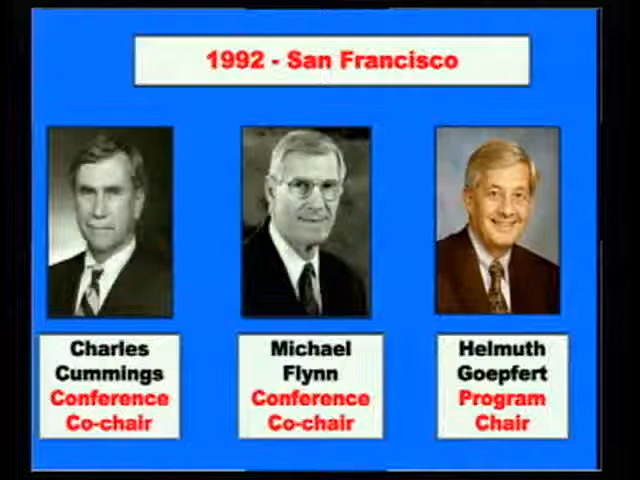 1992 - San Francisco
Charles
Cummings
Conference
Co-chair
Michael
Flynn
Conference
Co-chair
Helmuth
Goepfert
Program
Chair